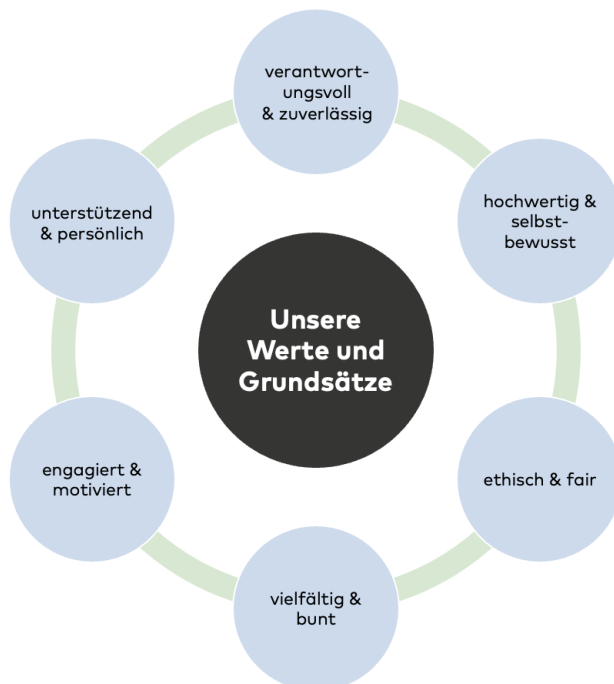 verantwort-
ungsvoll
& zuverlässig
hochwertig &
selbst-
bewusst
ethisch & fair
vielfältig &
bunt
engagiert &
motiviert
unterstützend
& persönlich
Unsere
Werte und
Grundsätze